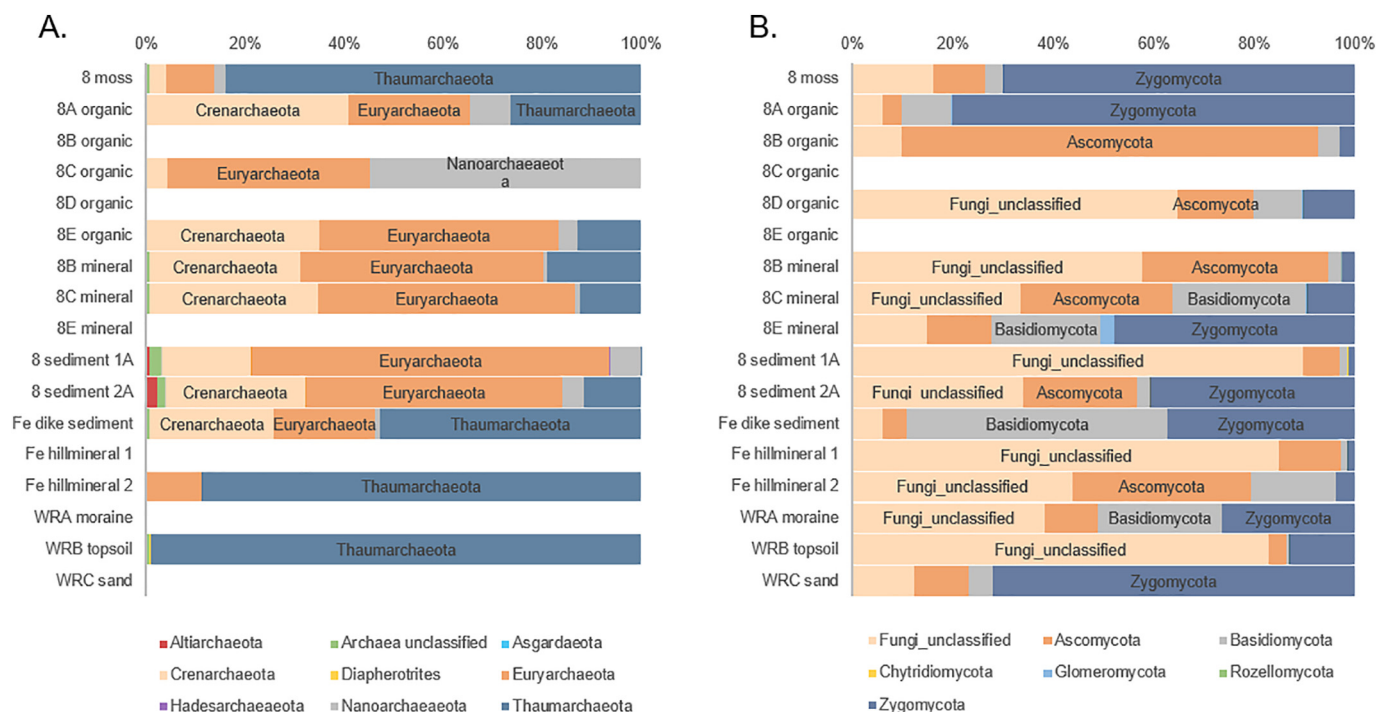 A.
0% 20% 40% 60% 80% 100%
8 moss Thaumarchaeota
8A organic Crenarchaeota Euryarchaeota Thaumarchaeota
8B organic
8C organic Euryarchaeota Nanoarchaeaeot
a
8D organic
8E organic Crenarchaeota Euryarchaeota
8B mineral Crenarchaeota Euryarchaeota
8C mineral Crenarchaeota Euryarchaeota
8E mineral
8 sediment 1A Euryarchaeota
8 sediment 2A Crenarchaeota Euryarchaeota
Fe dike sediment Crenarchaeota Euryarchaeota Thaumarchaeota
Fe hillmineral 1
Fe hillmineral 2 Thaumarchaeota
WRA moraine
WRB topsoil Thaumarchaeota
WRC sand
Altiarchaeota Archaea unclassified Asgardaeota
Crenarchaeota Diapherotrites Euryarchaeota
Hadesarchaeaeota Nanoarchaeaeota Thaumarchaeota
B.
0% 20% 40% 60% 80% 100%
8 moss Zygomycota
8A organic Zygomycota
8B organic Ascomycota
8C organic
8D organic Fungi_unclassified Ascomycota
8E organic
8B mineral Fungi_unclassified Ascomycota
8C mineral Fungi_unclassified Ascomycota Basidiomycota
8E mineral Basidiomycota Zygomycota
8 sediment 1A Fungi_unclassified
8 sediment 2A Fungi_unclassified Ascomycota Zygomycota
Fe dike sediment Basidiomycota Zygomycota
Fe hillmineral 1 Fungi_unclassified
Fe hillmineral 2 Fungi_unclassified Ascomycota
WRA moraine Fungi_unclassified Basidiomycota Zygomycota
WRB topsoil Fungi_unclassified
WRC sand Zygomycota
Fungi_unclassified Ascomycota Basidiomycota
Chytridiomycota Glomeromycota Rozellomycota
Zygomycota